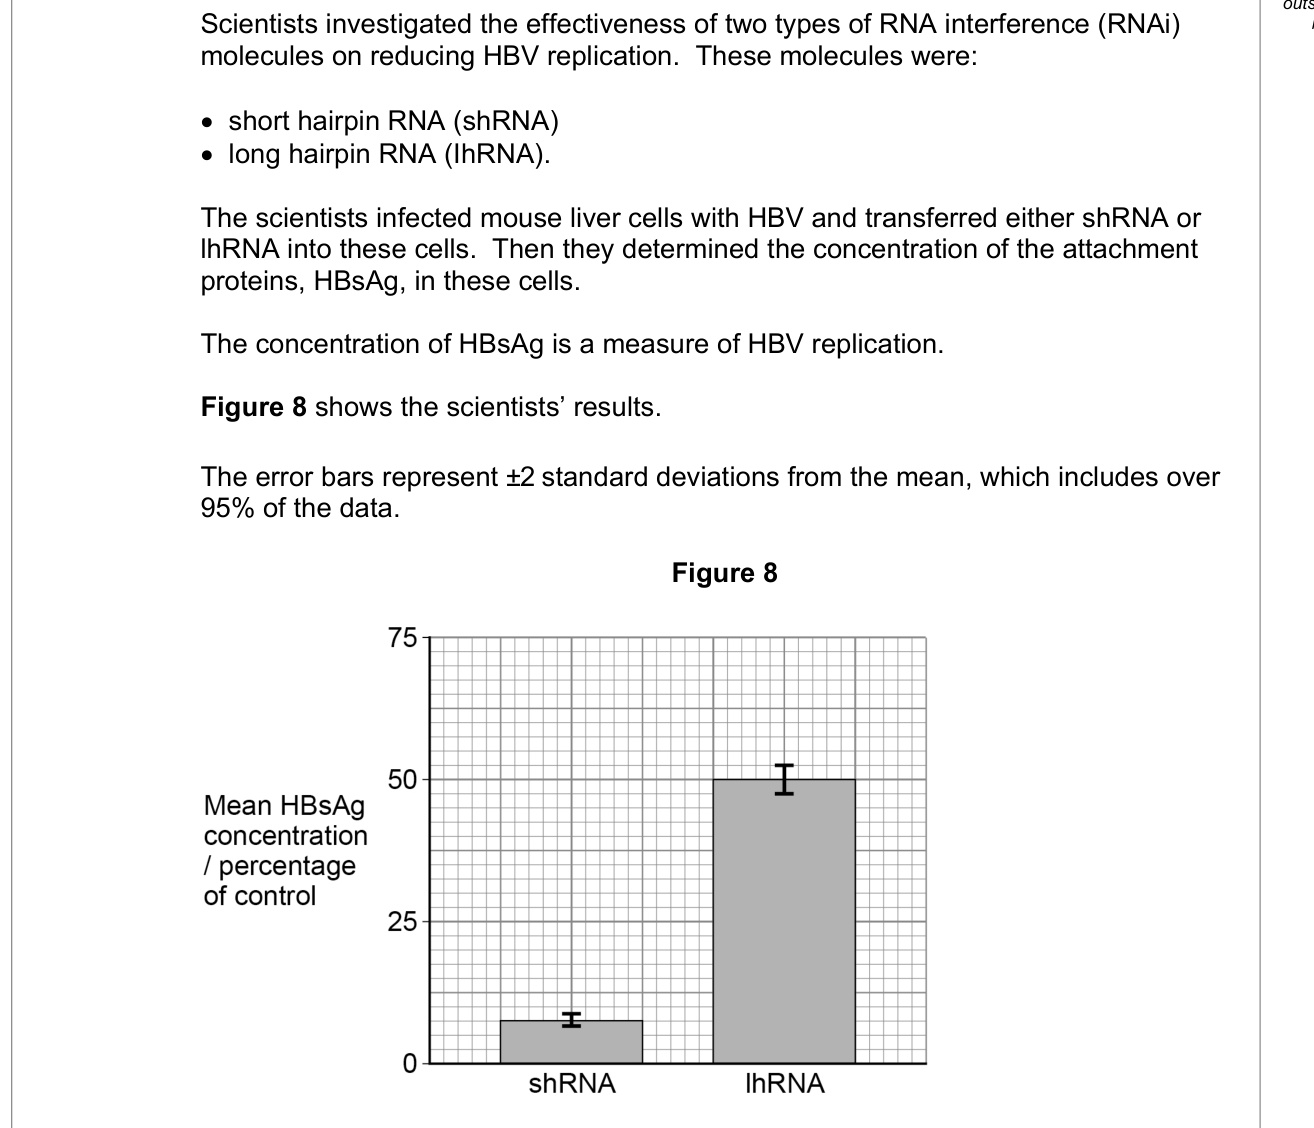 outs
Scientists investigated the effectiveness of two types of RNA interference (RNAi)
molecules on reducing HBV replication.  These molecules were:
• short hairpin RNA (shRNA)
• long hairpin RNA (lhRNA).
The scientists infected mouse liver cells with HBV and transferred either shRNA or
lhRNA into these cells.  Then they determined the concentration of the attachment
proteins, HBsAg, in these cells.
The concentration of HBsAg is a measure of HBV replication.
Figure 8 shows the scientists’ results.
The error bars represent ±2 standard deviations from the mean, which includes over
95% of the data.
Figure 8
75
50
Mean HBsAg
concentration
/ percentage
of control
25
0
shRNA lhRNA